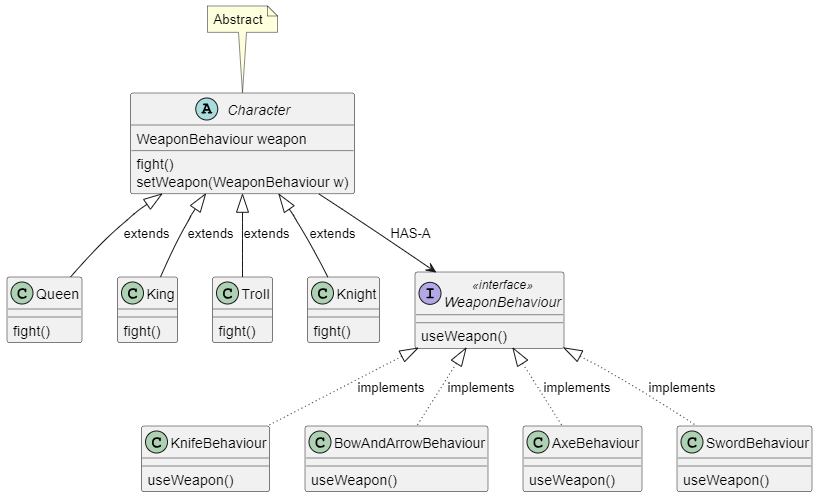 Abstract
A Character
WeaponBehaviour weapon
fight()
setWeapon(WeaponBehaviour w)
extends
extends
extends
extends
HAS-A
C Queen
fight()
C King
fight()
C Troll
fight()
C Knight
fight()
«interface»
I WeaponBehaviour
useWeapon()
implements
implements
implements
implements
C KnifeBehaviour
useWeapon()
C BowAndArrowBehaviour
useWeapon()
C AxeBehaviour
useWeapon()
C SwordBehaviour
useWeapon()